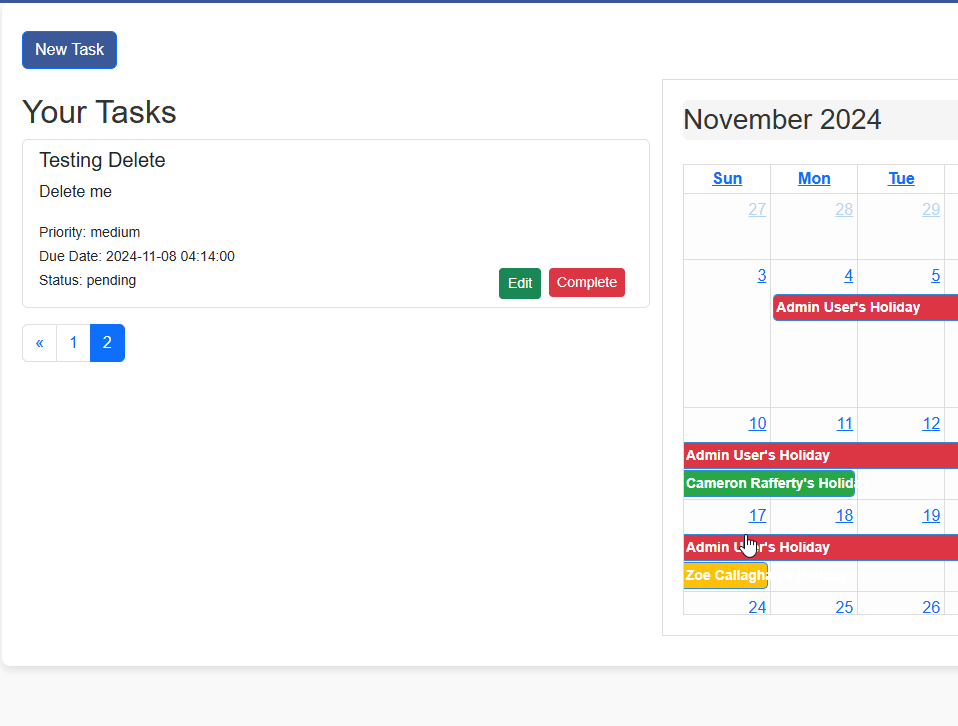 New Task
Your Tasks
Testing Delete
Delete me
Priority: medium
Due Date: 2024-11-08 04:14:00
Status: pending
Edit Complete
« 1 2
November 2024
Sun Mon Tue
27 28 29
3 4 5
Admin User's Holiday
10 11 12
Admin User's Holiday
Cameron Rafferty's Holid
17 18 19
Admin User's Holiday
Zoe Callagha
24 25 26